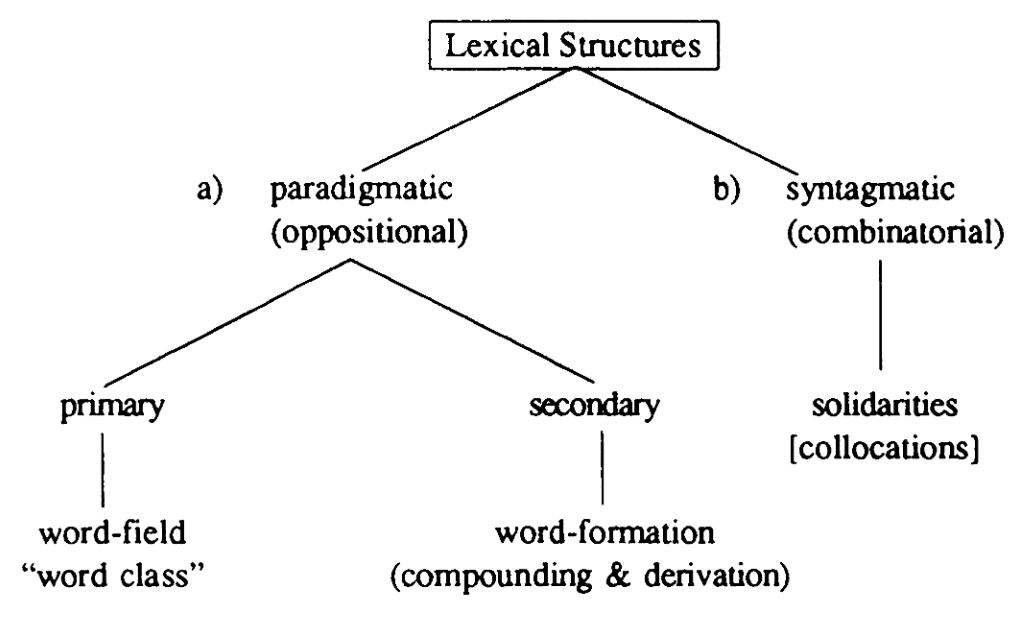 Lexical Structures
a) paradigmatic
(oppositional)
b) syntagmatic
(combinatorial)
primary
secondary
solidarities
[collocations]
word-field
“word class”
word-formation
(compounding & derivation)